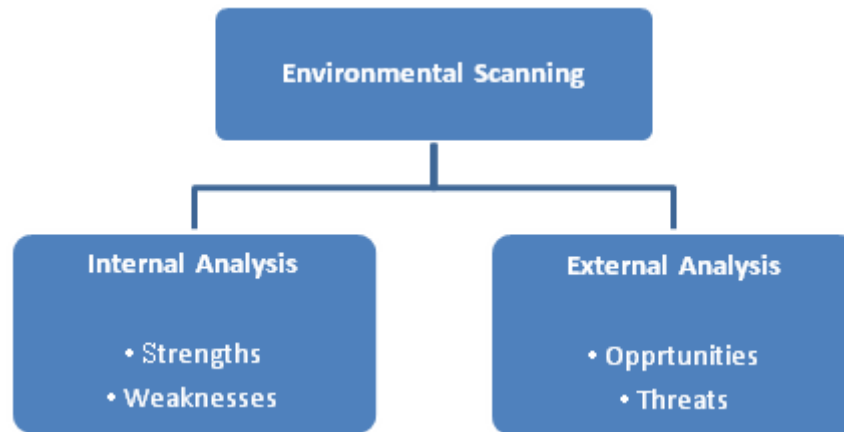 Environmental Scanning
Internal Analysis
• Strengths
• Weaknesses
External Analysis
• Opprtunities
• Threats